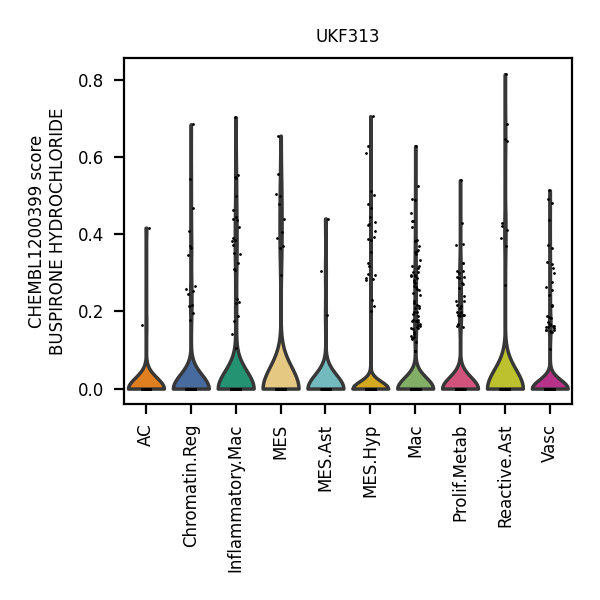 UKF313
CHEMBL1200399 score
BUSPIRONE HYDROCHLORIDE
0.8
0.6
0.4
0.2
0.0
AC
Chromatin.Reg
Inflammatory.Mac
MES
MES.Ast
MES.Hyp
Mac
Prolif.Metab
Reactive.Ast
Vasc